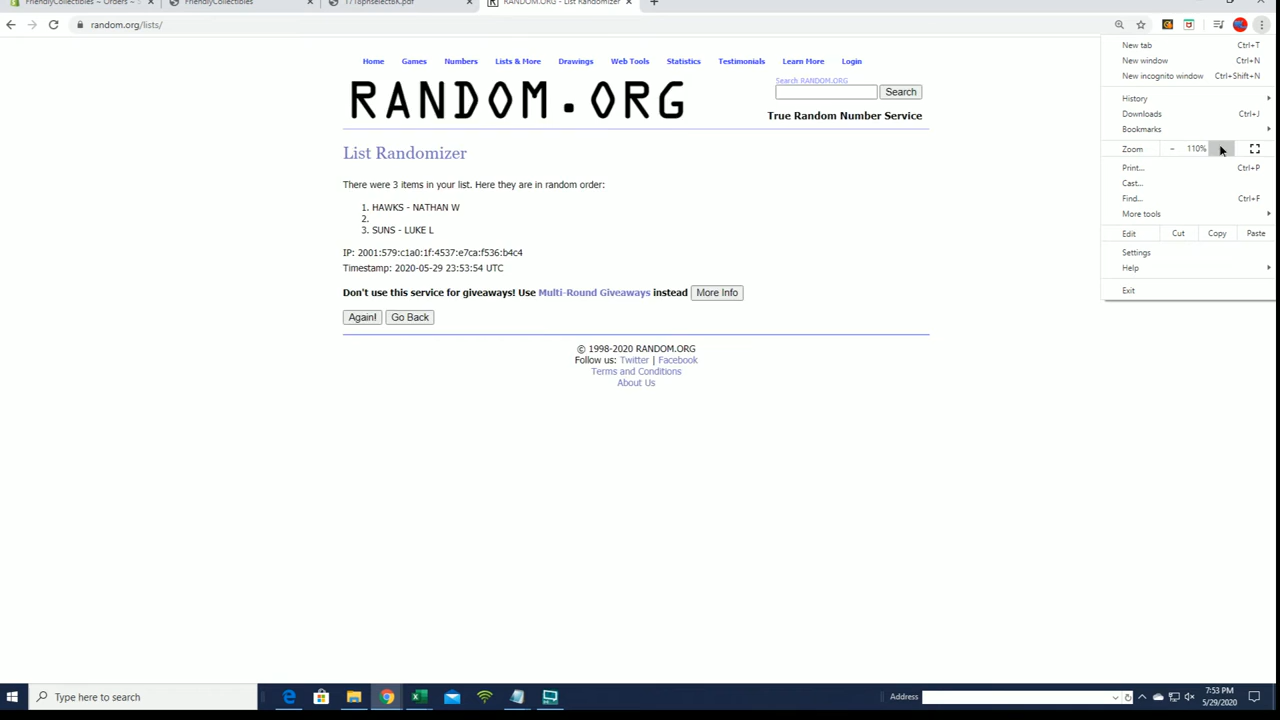 FriendlyCollectibles ~ Orders ~ S
FriendlyCollectibles
1718phselectBK.pdf
RANDOM.ORG - List Randomizer
random.org/lists/
Home Games Numbers Lists & More Drawings Web Tools Statistics Testimonials Learn More Login
RANDOM.ORG
Search RANDOM.ORG
Search
True Random Number Service
List Randomizer
There were 3 items in your list. Here they are in random order:
1. HAWKS - NATHAN W
2.
3. SUNS - LUKE L
IP: 2001:579:c1a0:1f:4537:e7ca:f536:b4c4
Timestamp: 2020-05-29 23:53:54 UTC
Don't use this service for giveaways! Use Multi-Round Giveaways instead More Info
Again! Go Back
© 1998-2020 RANDOM.ORG
Follow us: Twitter | Facebook
Terms and Conditions
About Us
New tab Ctrl+T
New window Ctrl+N
New incognito window Ctrl+Shift+N
History
Downloads Ctrl+J
Bookmarks
Zoom - 110%
Print... Ctrl+P
Cast...
Find... Ctrl+F
More tools
Edit Cut Copy Paste
Settings
Help
Exit
Type here to search
Address
7:53 PM
5/29/2020